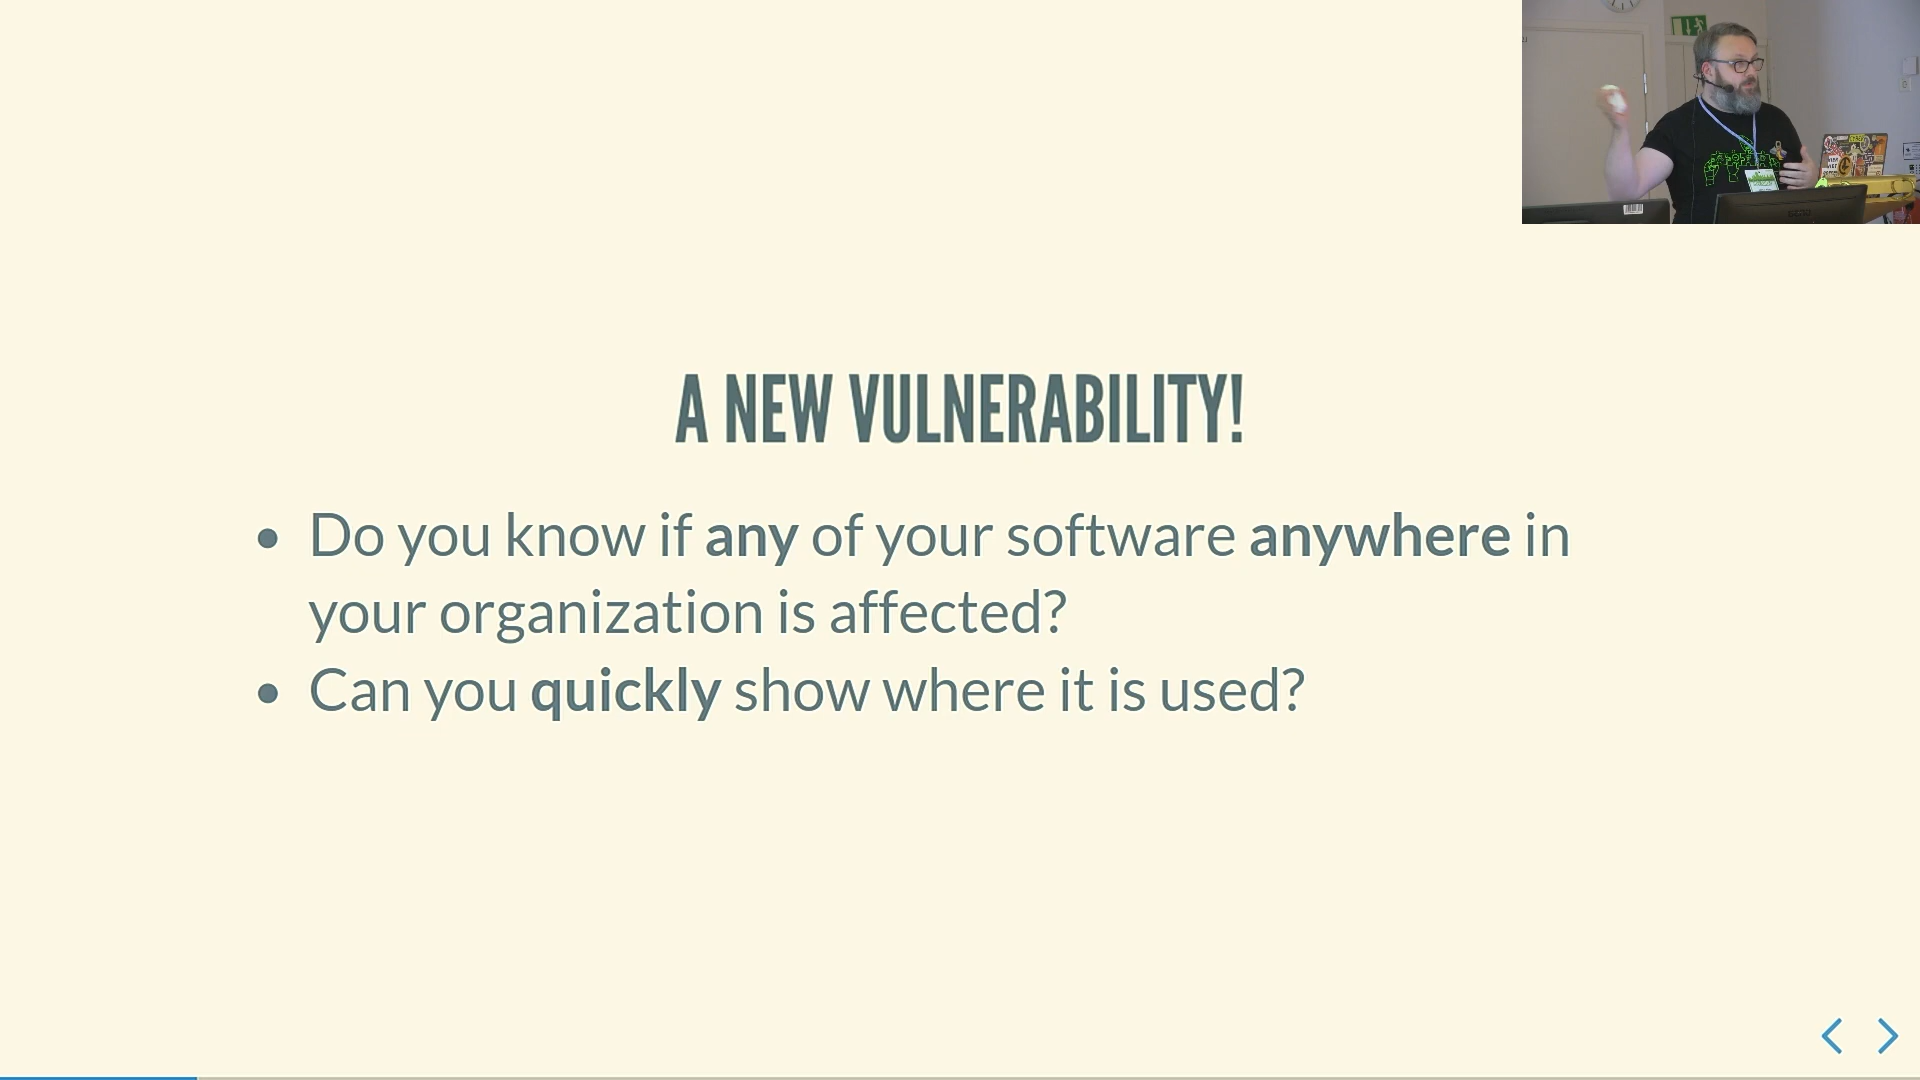 A NEW VULNERABILITY!
Do you know if any of your software anywhere in
your organization is affected?
Can you quickly show where it is used?